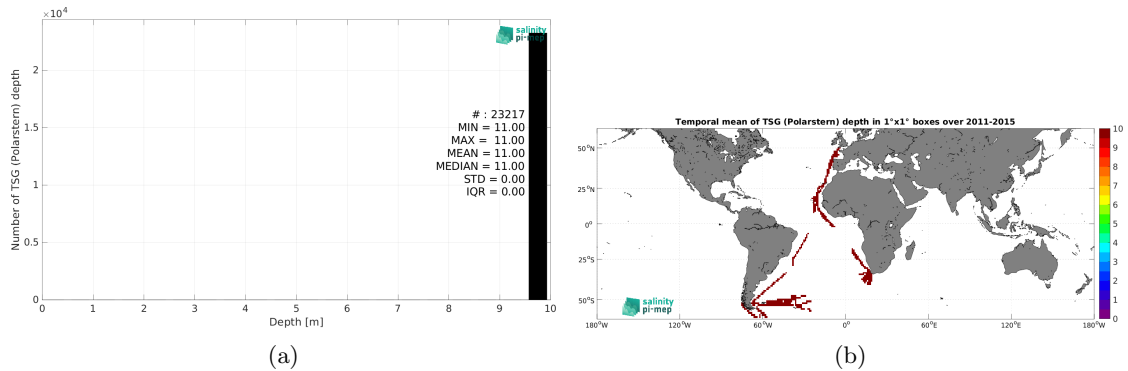 ×10⁴
salinity
pi-mep
# : 23217
MIN = 11.00
MAX = 11.00
MEAN = 11.00
MEDIAN = 11.00
STD = 0.00
IQR = 0.00
Number of TSG (Polarstern) depth
2
1.5
1
0.5
0
0 1 2 3 4 5 6 7 8 9 10
Depth [m]
(a)
Temporal mean of TSG (Polarstern) depth in 1°x1° boxes over 2011-2015
50°N
25°N
0°
25°S
50°S
salinity
pi-mep
180°W 120°W 60°W 0° 60°E 120°E 180°W
10
9
8
7
6
5
4
3
2
1
0
(b)